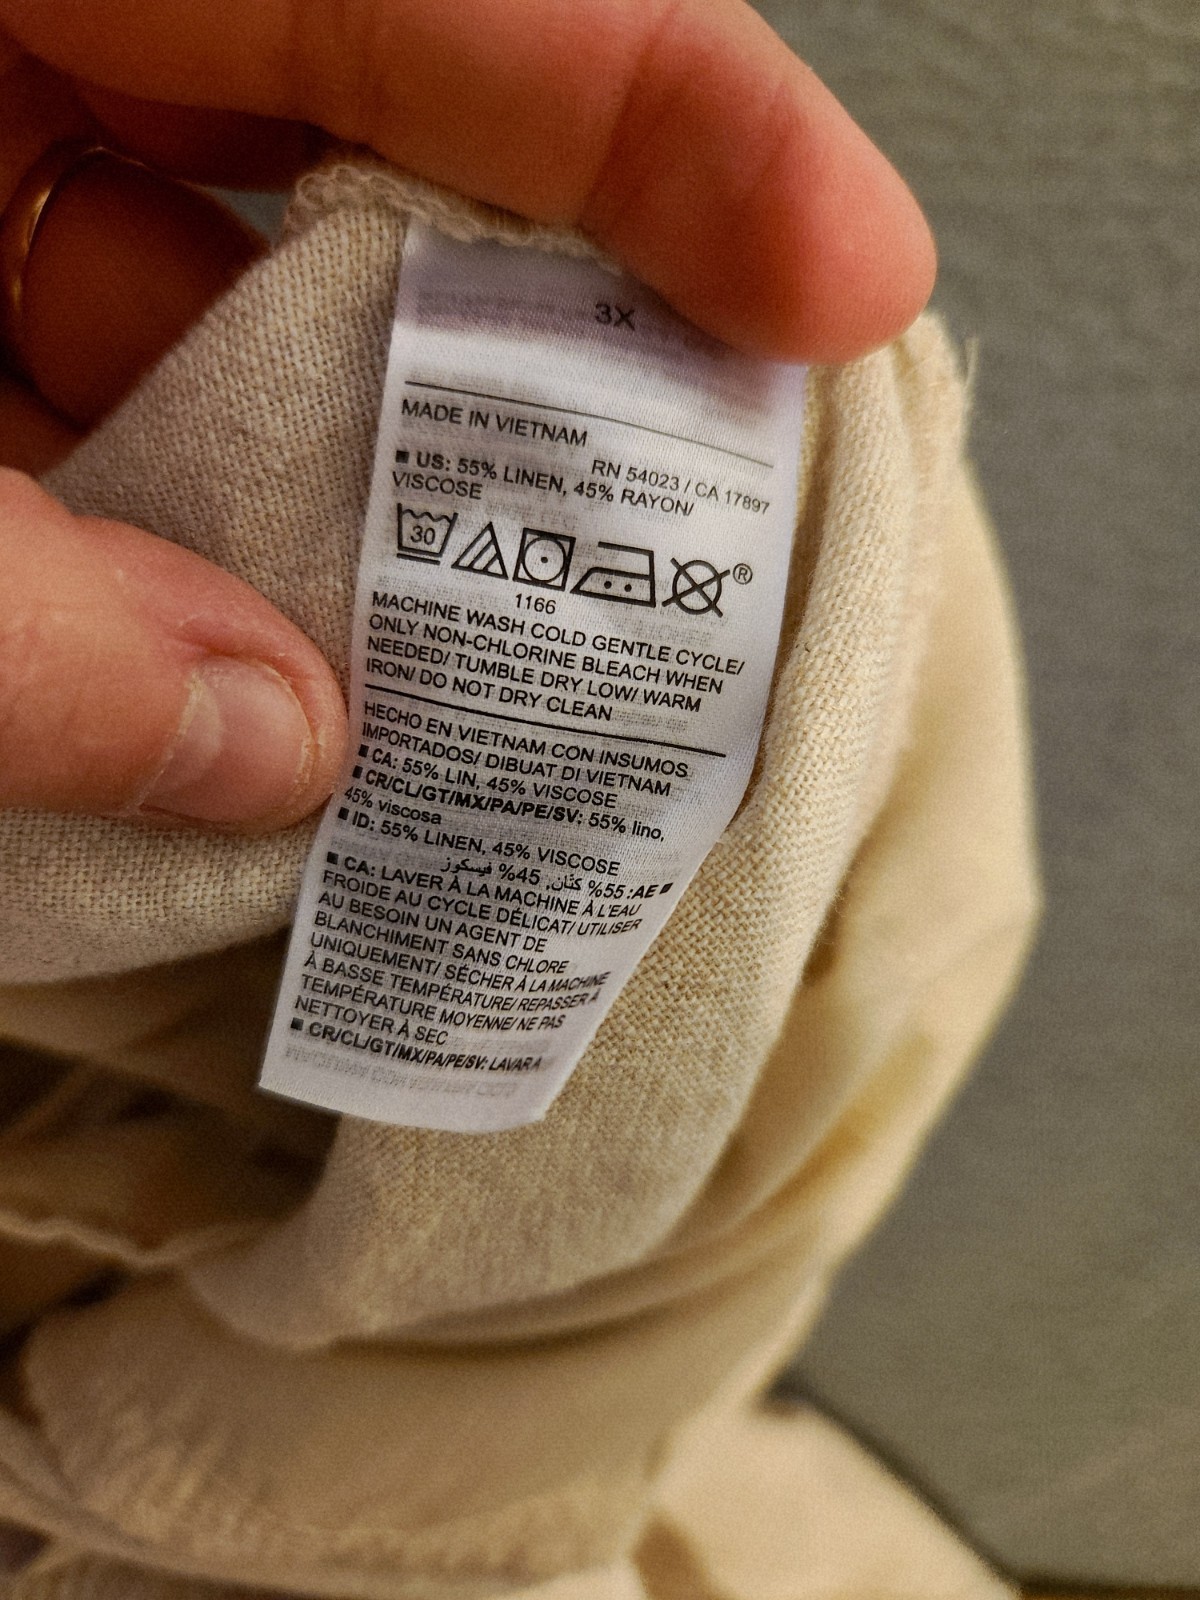 3X
MADE IN VIETNAM
RN 54023 / CA 17897
■ US: 55% LINEN, 45% RAYON/
VISCOSE
30
®
1166
MACHINE WASH COLD GENTLE CYCLE/
ONLY NON-CHLORINE BLEACH WHEN
NEEDED/ TUMBLE DRY LOW/ WARM
IRON/ DO NOT DRY CLEAN
HECHO EN VIETNAM CON INSUMOS
IMPORTADOS/ DIBUAT DI VIETNAM
■ CA: 55% LIN, 45% VISCOSE
■ CR/CL/GT/MX/PA/PE/SV: 55% lino,
45% viscosa
■ ID: 55% LINEN, 45% VISCOSE
■ AE: 55% كتّان, 45% فيسكوز
■ CA: LAVER À LA MACHINE À L'EAU
FROIDE AU CYCLE DÉLICAT/ UTILISER
AU BESOIN UN AGENT DE
BLANCHIMENT SANS CHLORE
UNIQUEMENT/ SÉCHER À LA MACHINE
À BASSE TEMPÉRATURE/ REPASSER À
TEMPÉRATURE MOYENNE/ NE PAS
NETTOYER À SEC
■ CR/CL/GT/MX/PA/PE/SV: LAVAR A